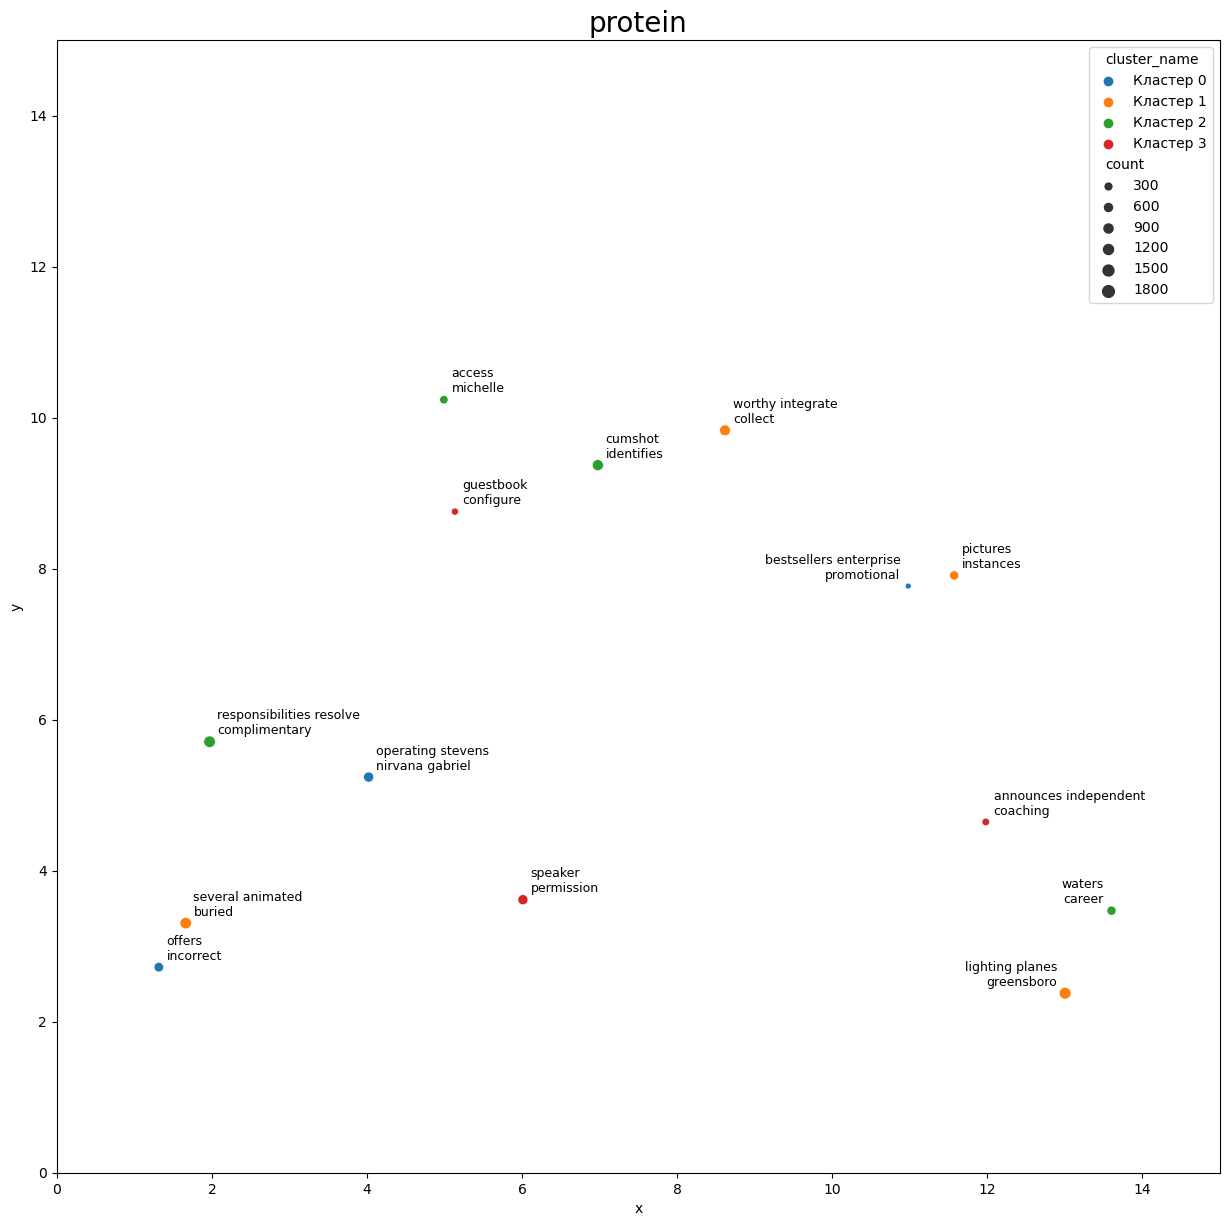 protein
cluster_name
Кластер 0
Кластер 1
Кластер 2
Кластер 3
count
300
600
900
1200
1500
1800
access
michelle
worthy integrate
collect
cumshot
identifies
guestbook
configure
pictures
instances
bestsellers enterprise
promotional
responsibilities resolve
complimentary
operating stevens
nirvana gabriel
announces independent
coaching
speaker
permission
waters
career
several animated
buried
offers
incorrect
lighting planes
greensboro
y
14
12
10
8
6
4
2
0
0 2 4 6 8 10 12 14
x